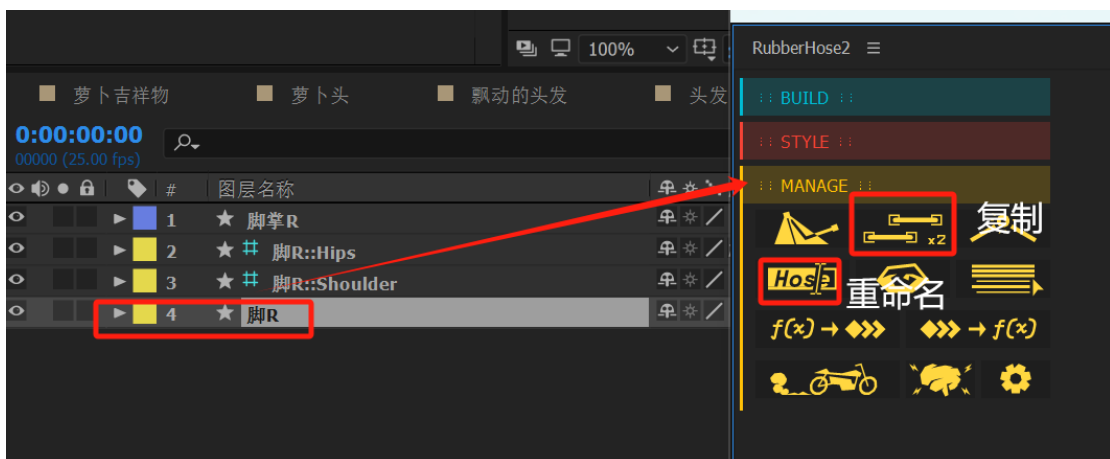 100%
RubberHose2
萝卜吉祥物
萝卜头
飘动的头发
头发
:: BUILD ::
0:00:00:00
00000 (25.00 fps)
:: STYLE ::
# 图层名称
:: MANAGE ::
1 脚掌R
2 脚R::Hips
3 脚R::Shoulder
4 脚R
x2
复制
Hose
重命名
f(x)
f(x)